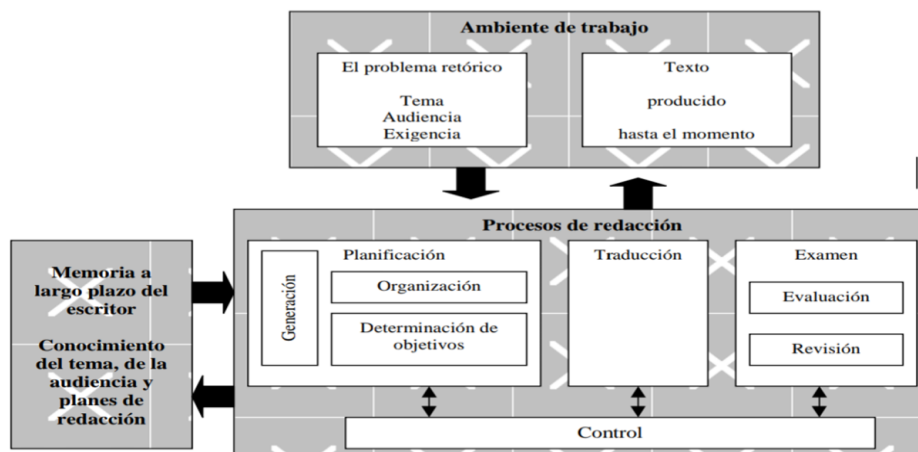 Ambiente de trabajo
El problema retórico
Tema
Audiencia
Exigencia
Texto
producido
hasta el momento
Procesos de redacción
Memoria a
largo plazo del
escritor
Conocimiento
del tema, de la
audiencia y
planes de
redacción
Planificación
Generación
Organización
Determinación de
objetivos
Traducción
Examen
Evaluación
Revisión
Control